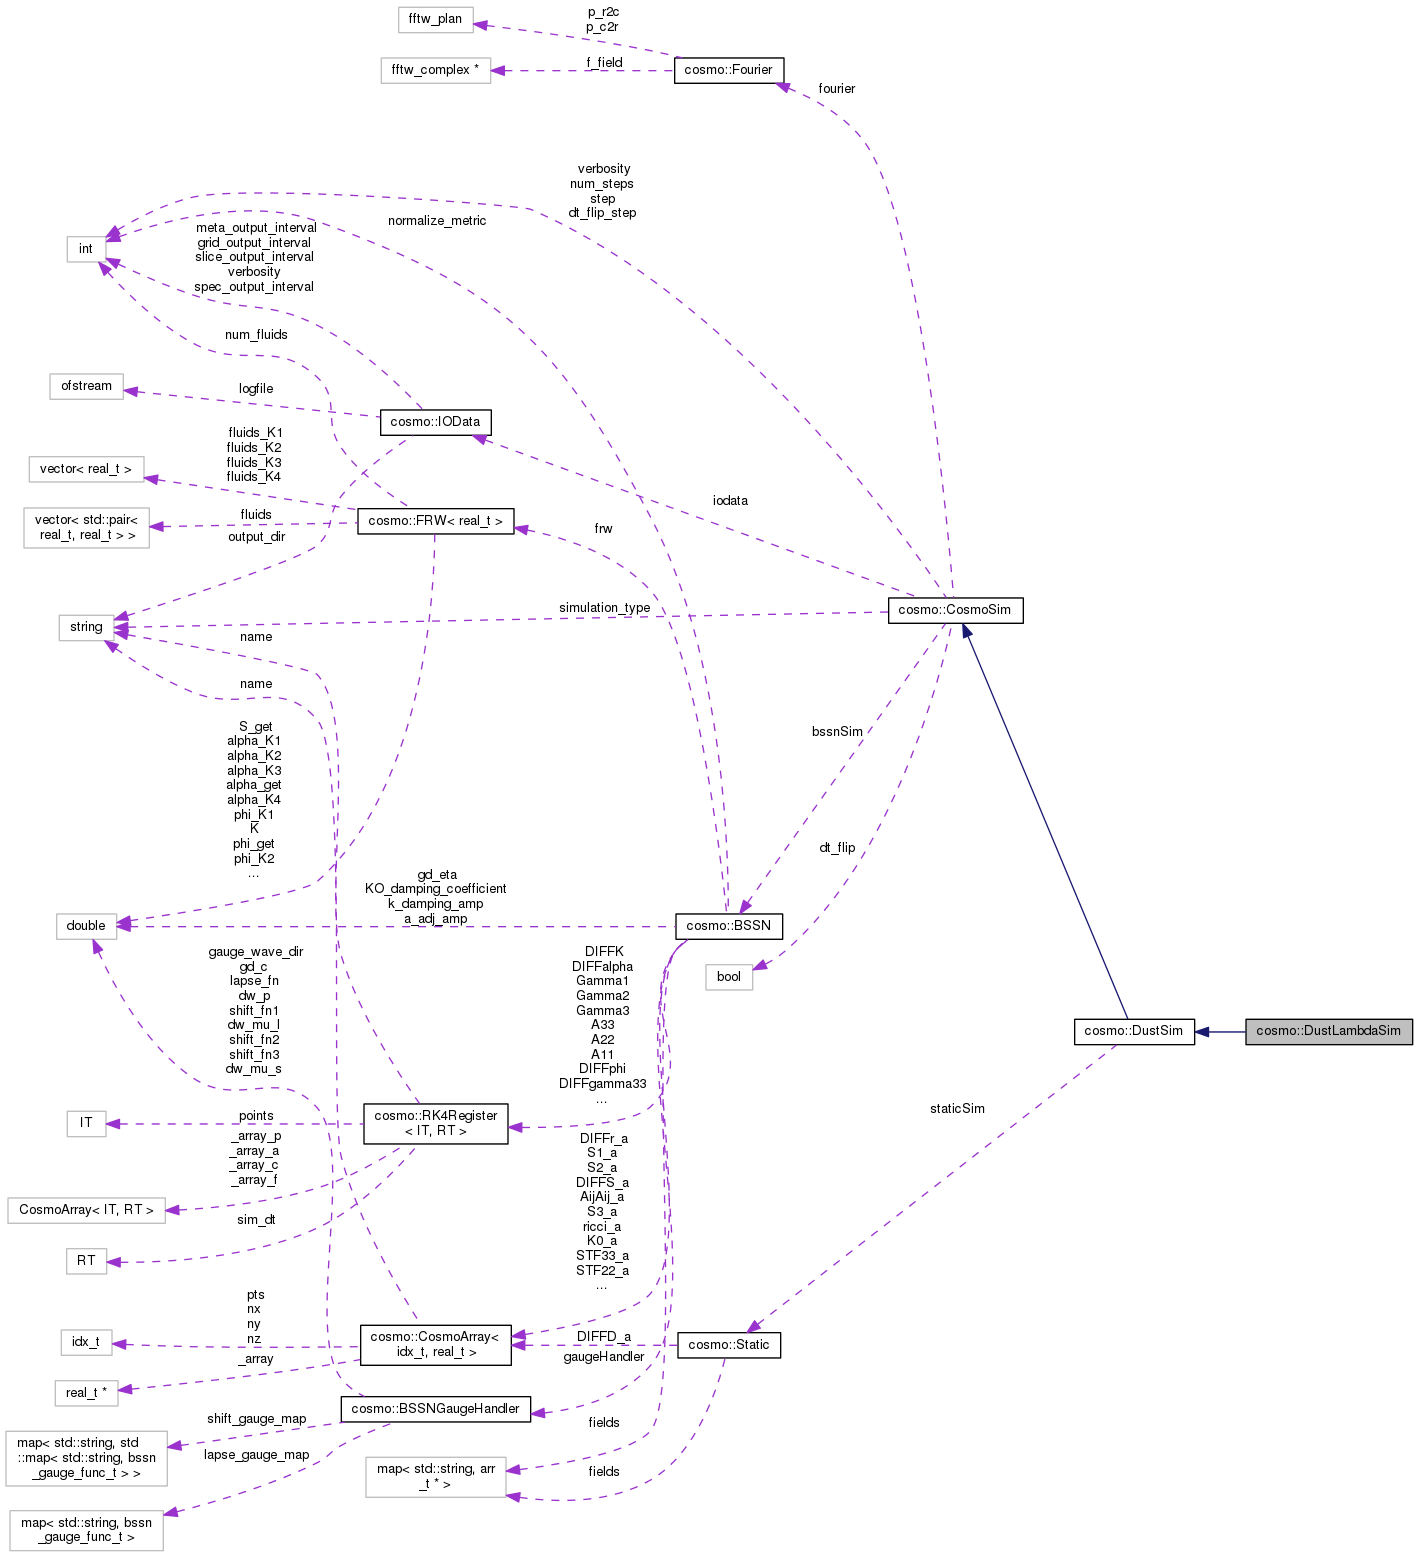 fftw_plan
p_r2c
p_c2r
fftw_complex *
f_field
cosmo::Fourier
fourier
verbosity
num_steps
step
dt_flip_step
normalize_metric
int
meta_output_interval
grid_output_interval
slice_output_interval
verbosity
spec_output_interval
num_fluids
ofstream
logfile
cosmo::IOData
fluids_K1
fluids_K2
fluids_K3
fluids_K4
vector< real_t >
iodata
vector< std::pair<
real_t, real_t > >
fluids
cosmo::FRW< real_t >
frw
output_dir
string
simulation_type
cosmo::CosmoSim
name
name
S_get
alpha_K1
alpha_K2
alpha_K3
alpha_get
alpha_K4
phi_K1
K
phi_get
phi_K2
...
bssnSim
dt_flip
gd_eta
KO_damping_coefficient
k_damping_amp
a_adj_amp
double
cosmo::BSSN
bool
gauge_wave_dir
gd_c
lapse_fn
dw_p
shift_fn1
dw_mu_l
shift_fn2
shift_fn3
dw_mu_s
DIFFK
DIFFalpha
Gamma1
Gamma2
Gamma3
A33
A22
A11
DIFFphi
DIFFgamma33
...
cosmo::DustSim
cosmo::DustLambdaSim
staticSim
IT
points
cosmo::RK4Register
< IT, RT >
_array_p
_array_a
_array_c
_array_f
CosmoArray< IT, RT >
sim_dt
RT
DIFFr_a
S1_a
S2_a
DIFFS_a
AijAij_a
S3_a
ricci_a
K0_a
STF33_a
STF22_a
...
pts
nx
ny
nz
idx_t
cosmo::CosmoArray<
idx_t, real_t >
DIFFD_a
cosmo::Static
_array
real_t *
gaugeHandler
cosmo::BSSNGaugeHandler
shift_gauge_map
fields
map< std::string, std
::map< std::string, bssn
_gauge_func_t > >
lapse_gauge_map
map< std::string, arr
_t * >
fields
map< std::string, bssn
_gauge_func_t >